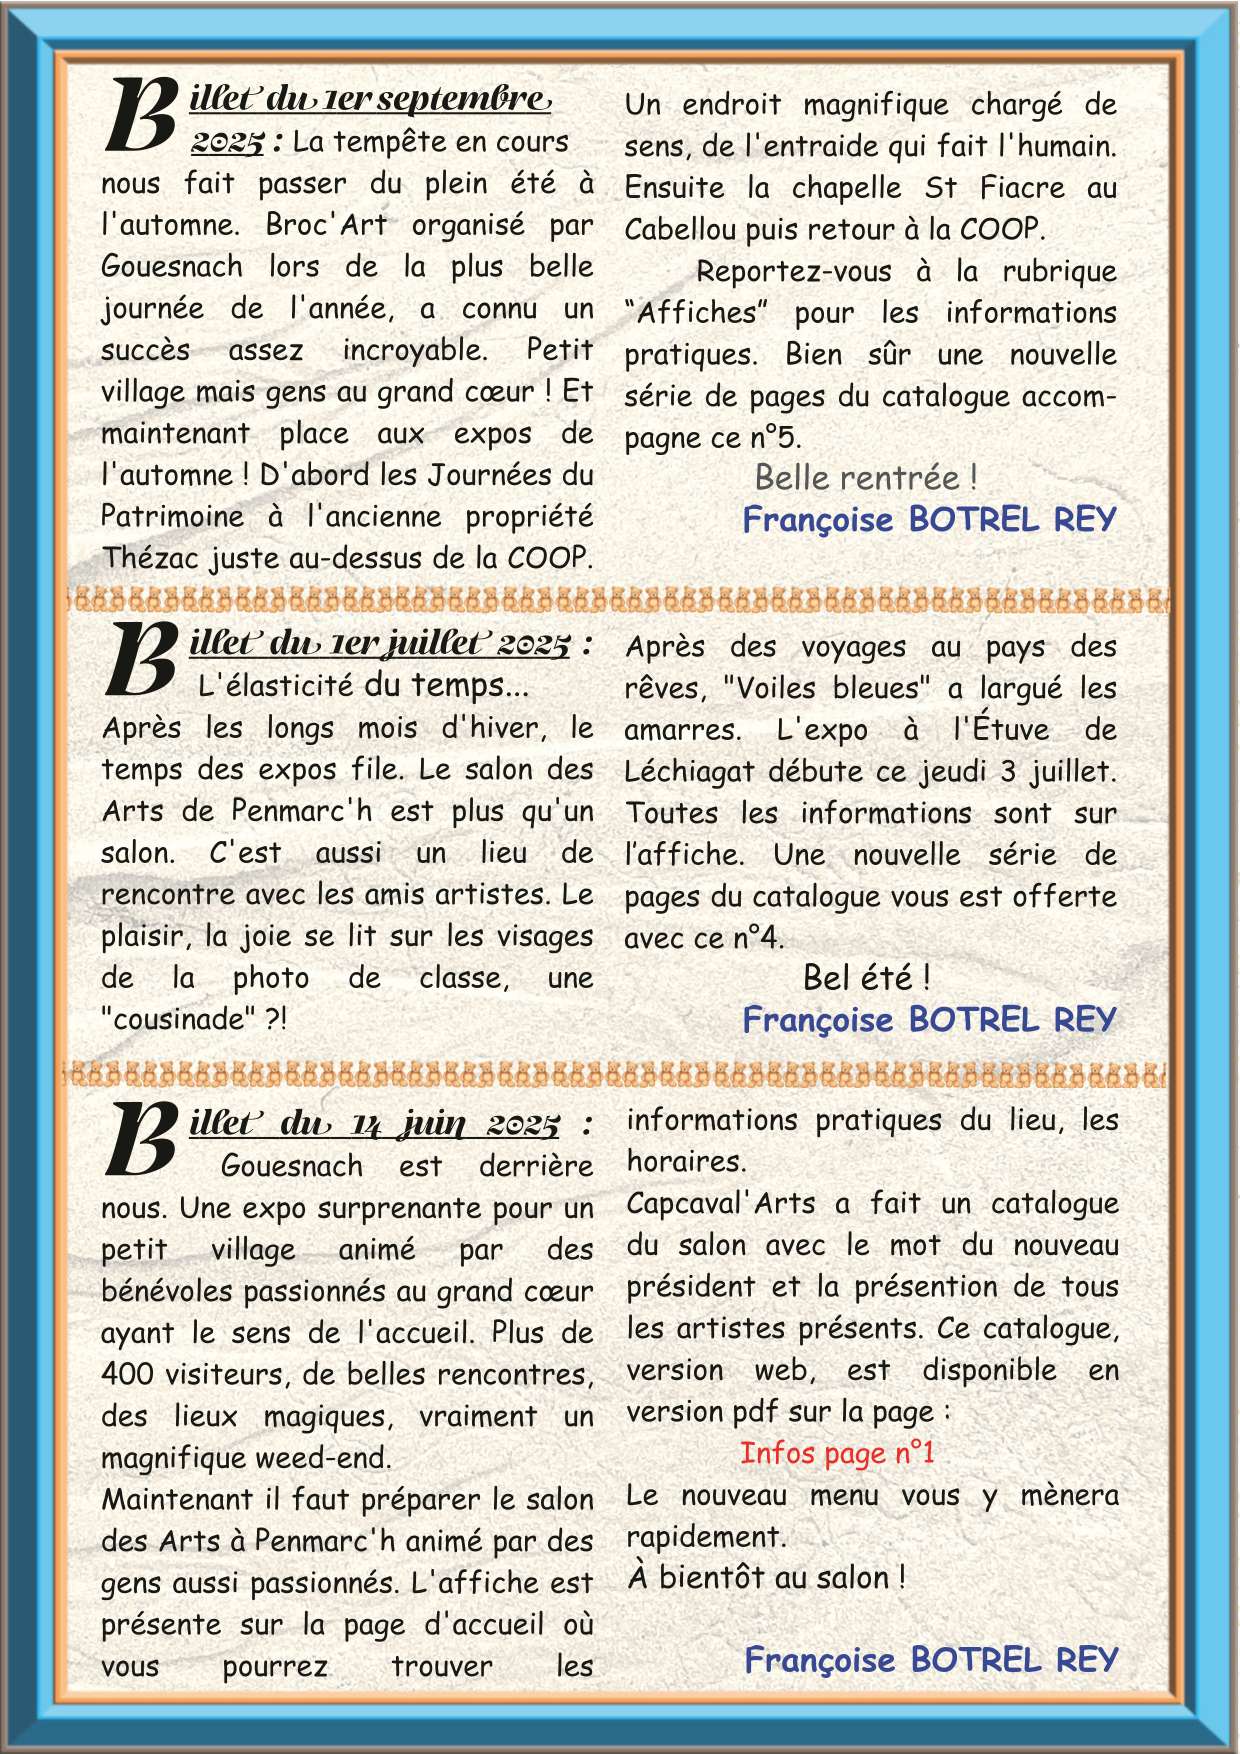 Billet du 1er septembre
2025 : La tempête en cours
nous fait passer du plein été à
l'automne. Broc'Art organisé par
Gouesnach lors de la plus belle
journée de l'année, a connu un
succès assez incroyable. Petit
village mais gens au grand cœur ! Et
maintenant place aux expos de
l'automne ! D'abord les Journées du
Patrimoine à l'ancienne propriété
Thézac juste au-dessus de la COOP.
Un endroit magnifique chargé de
sens, de l'entraide qui fait l'humain.
Ensuite la chapelle St Fiacre au
Cabellou puis retour à la COOP.
Reportez-vous à la rubrique
“Affiches” pour les informations
pratiques. Bien sûr une nouvelle
série de pages du catalogue accom-
pagne ce n°5.
Belle rentrée !
Françoise BOTREL REY
Billet du 1er juillet 2025 :
L'élasticité du temps...
Après les longs mois d'hiver, le
temps des expos file. Le salon des
Arts de Penmarc'h est plus qu'un
salon. C'est aussi un lieu de
rencontre avec les amis artistes. Le
plaisir, la joie se lit sur les visages
de la photo de classe, une
"cousinade" ?!
Après des voyages au pays des
rêves, "Voiles bleues" a largué les
amarres. L'expo à l'Étuve de
Léchiagat débute ce jeudi 3 juillet.
Toutes les informations sont sur
l’affiche. Une nouvelle série de
pages du catalogue vous est offerte
avec ce n°4.
Bel été !
Françoise BOTREL REY
Billet du 14 juin 2025 :
Gouesnach est derrière
nous. Une expo surprenante pour un
petit village animé par des
bénévoles passionnés au grand cœur
ayant le sens de l'accueil. Plus de
400 visiteurs, de belles rencontres,
des lieux magiques, vraiment un
magnifique weed-end.
Maintenant il faut préparer le salon
des Arts à Penmarc'h animé par des
gens aussi passionnés. L'affiche est
présente sur la page d'accueil où
vous pourrez trouver les
informations pratiques du lieu, les
horaires.
Capcaval'Arts a fait un catalogue
du salon avec le mot du nouveau
président et la présention de tous
les artistes présents. Ce catalogue,
version web, est disponible en
version pdf sur la page :
Infos page n°1
Le nouveau menu vous y mènera
rapidement.
À bientôt au salon !
Françoise BOTREL REY